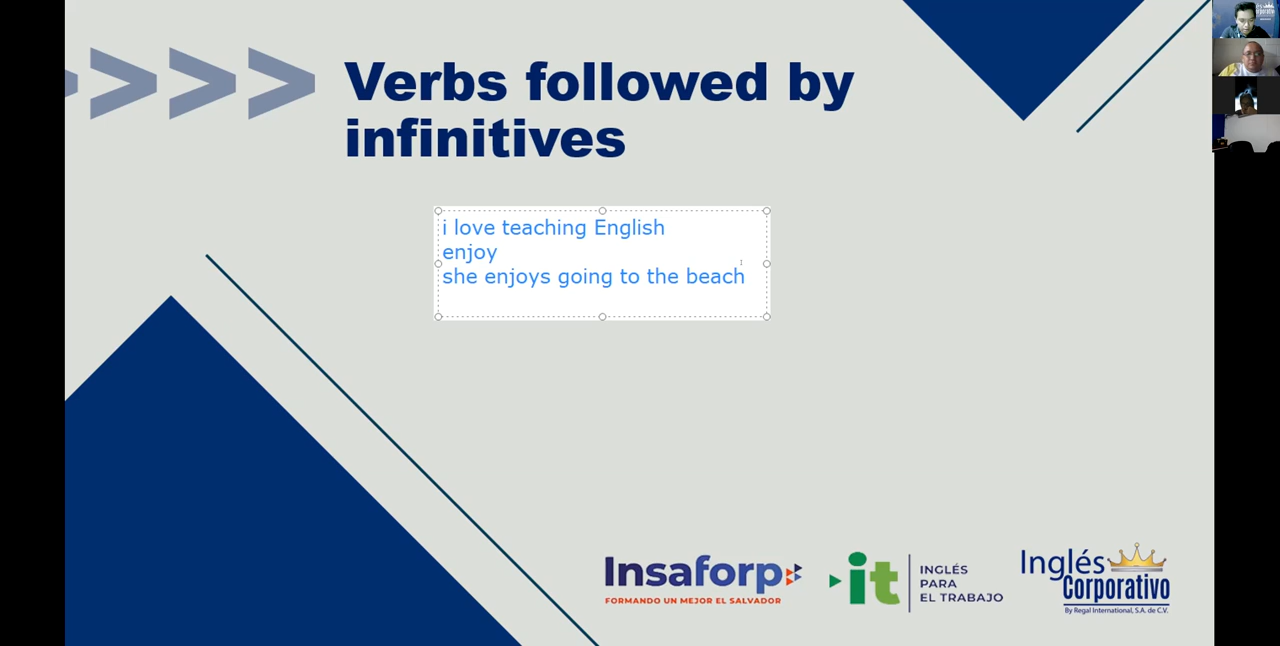 Verbs followed by
infinitives
i love teaching English
enjoy
she enjoys going to the beach
Insaforp
FORMANDO UN MEJOR EL SALVADOR
it
INGLÉS
PARA
EL TRABAJO
Inglés
Corporativo
By Regal International, S.A. de C.V.